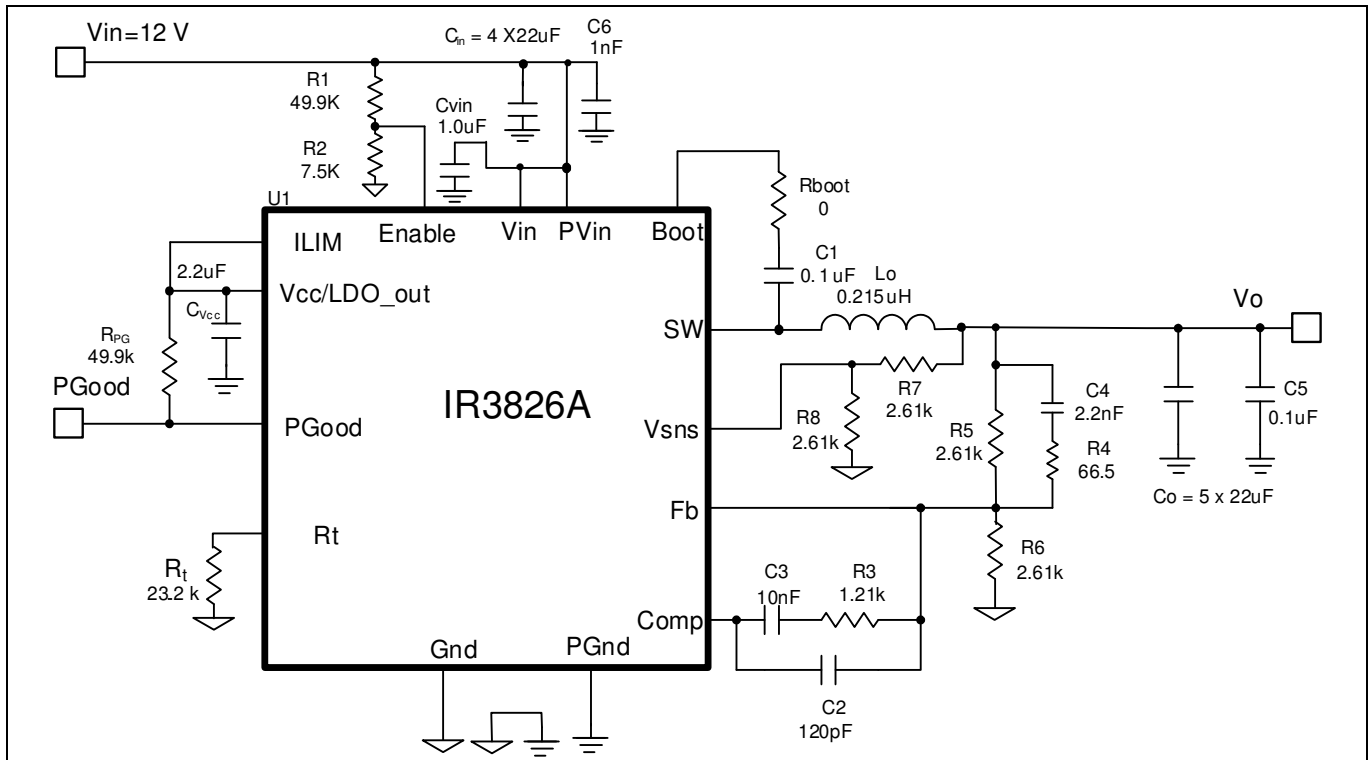 Vin=12 V
Cin = 4 X22uF
C6
1nF
R1
49.9K
Cvin
1.0uF
R2
7.5K
U1
Rboot
0
ILIM
Enable
Vin
PVin
Boot
2.2uF
Vcc/LDO_out
CVcc
C1
0.1uF
Lo
0.215uH
Vo
SW
RPG
49.9k
PGood
IR3826A
R7
2.61k
C4
2.2nF
C5
0.1uF
PGood
Vsns
R8
2.61k
R5
2.61k
R4
66.5
Co = 5 x 22uF
Fb
Rt
Rt
23.2 k
R6
2.61k
C3
10nF
R3
1.21k
Comp
Gnd
PGnd
C2
120pF